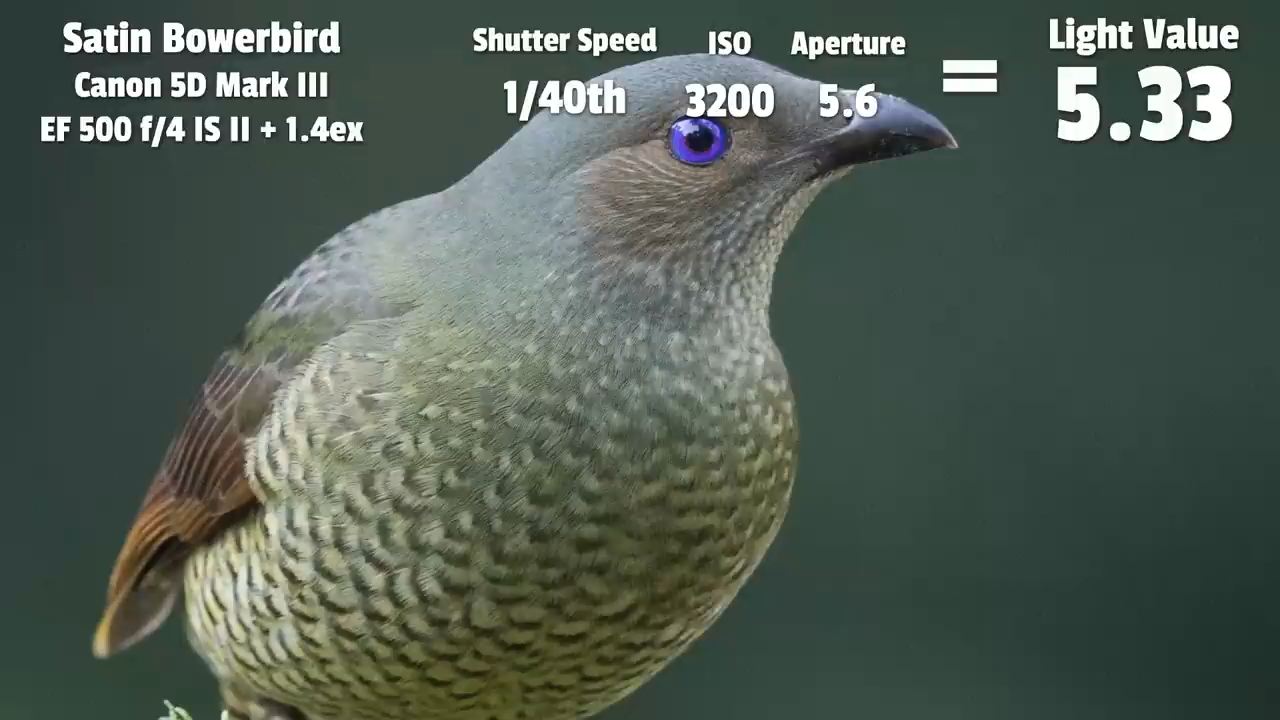 Satin Bowerbird
Canon 5D Mark III
EF 500 f/4 IS II + 1.4ex
Shutter Speed ISO Aperture
1/40th 3200 5.6
=
Light Value
5.33